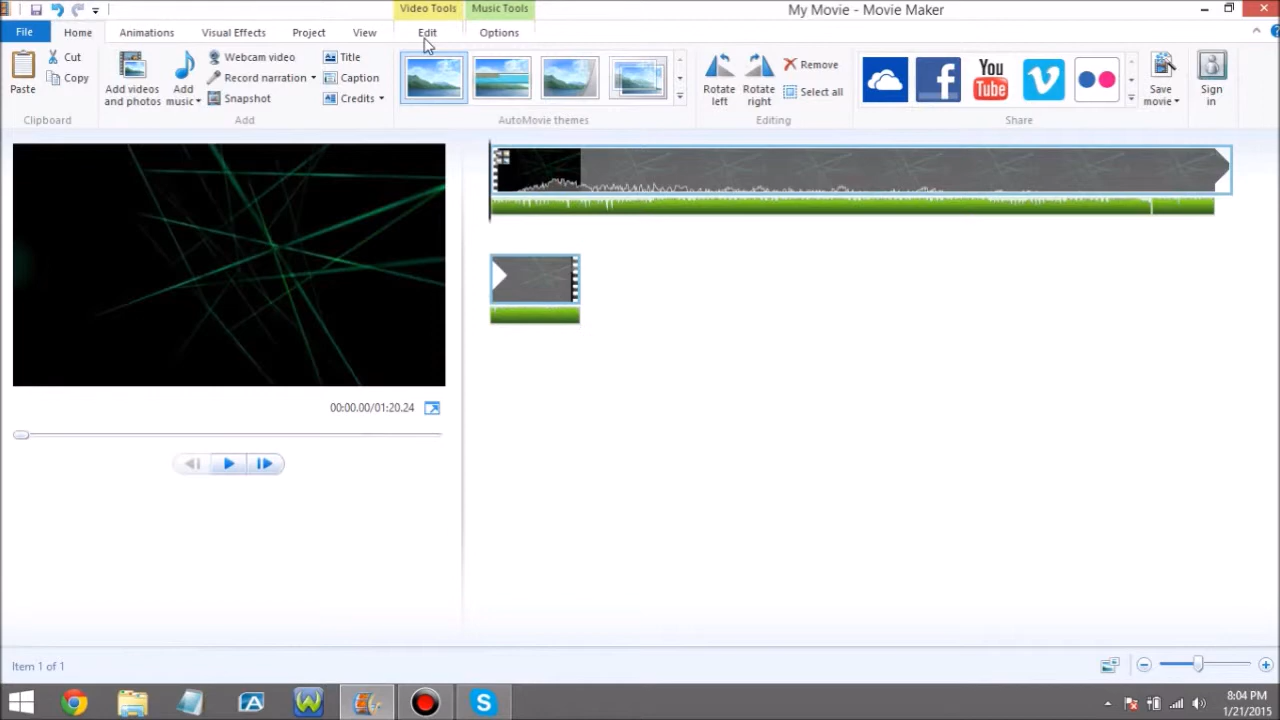 Video Tools
Music Tools
My Movie - Movie Maker
File
Home
Animations
Visual Effects
Project
View
Edit
Options
Paste
Cut
Copy
Clipboard
Add videos
and photos
Add
music
Webcam video
Record narration
Snapshot
Title
Caption
Credits
Add
AutoMovie themes
Rotate
left
Rotate
right
Remove
Select all
Editing
You
Tube
Share
Save
movie
Sign
in
00:00.00/01:20.24
Item 1 of 1
8:04 PM
1/21/2015